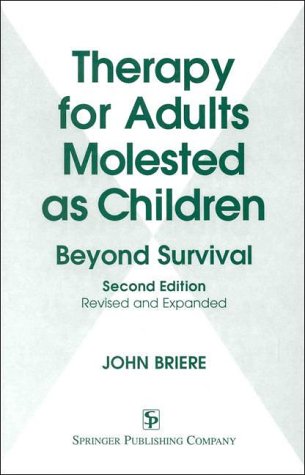 Therapy
for Adults
Molested
as Children
Beyond Survival
Second Edition
Revised and Expanded
JOHN BRIERE
SP
SPRINGER PUBLISHING COMPANY